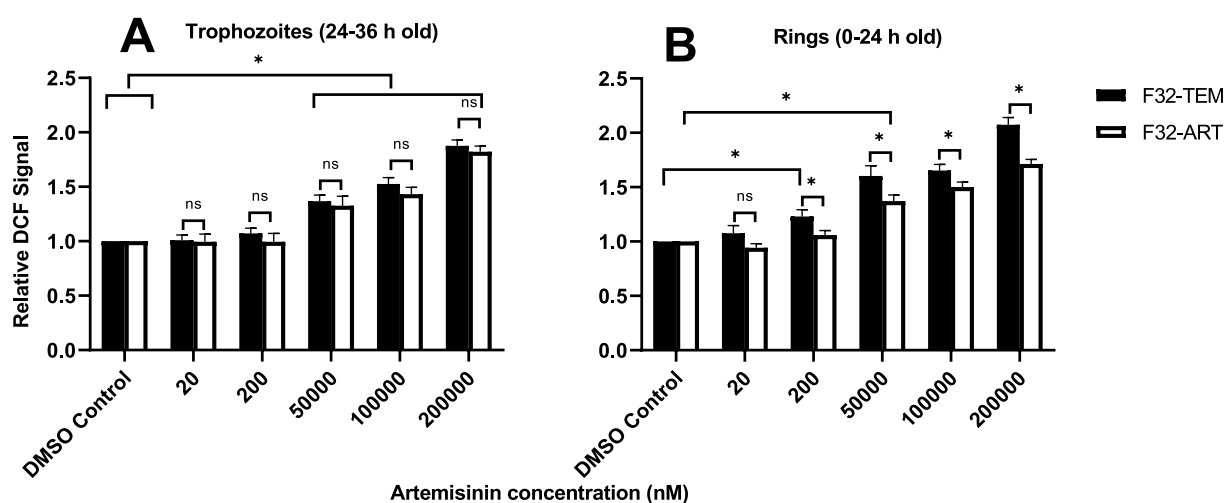 A
Trophozoites (24-36 h old)
Relative DCF Signal
2.5
2.0
1.5
1.0
0.5
0.0
*
ns
ns
ns
ns
ns
DMSO Control
20
200
50000
100000
200000
B
Rings (0-24 h old)
2.5
2.0
1.5
1.0
0.5
0.0
*
*
ns
*
*
*
*
DMSO Control
20
200
50000
100000
200000
F32-TEM
F32-ART
Artemisinin concentration (nM)